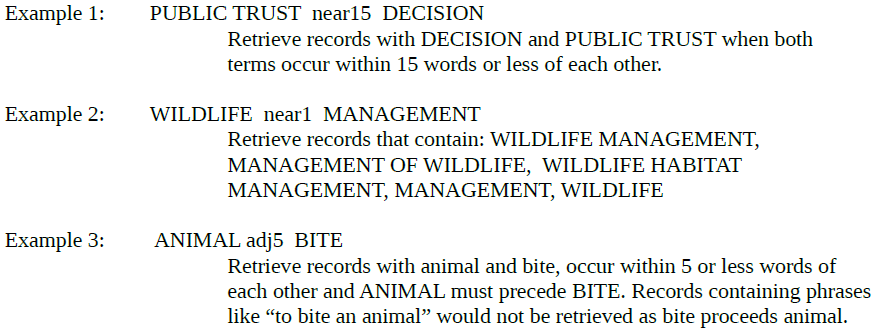 Example 1: PUBLIC TRUST near15 DECISION
Retrieve records with DECISION and PUBLIC TRUST when both
terms occur within 15 words or less of each other.
Example 2: WILDLIFE near1 MANAGEMENT
Retrieve records that contain: WILDLIFE MANAGEMENT,
MANAGEMENT OF WILDLIFE, WILDLIFE HABITAT
MANAGEMENT, MANAGEMENT, WILDLIFE
Example 3: ANIMAL adj5 BITE
Retrieve records with animal and bite, occur within 5 or less words of
each other and ANIMAL must precede BITE. Records containing phrases
like “to bite an animal” would not be retrieved as bite proceeds animal.